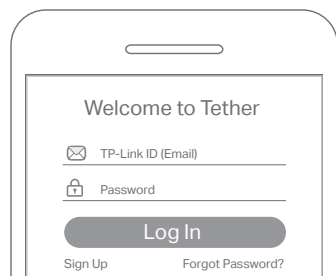 Welcome to Tether
TP-Link ID (Email)
Password
Log In
Sign Up Forgot Password?